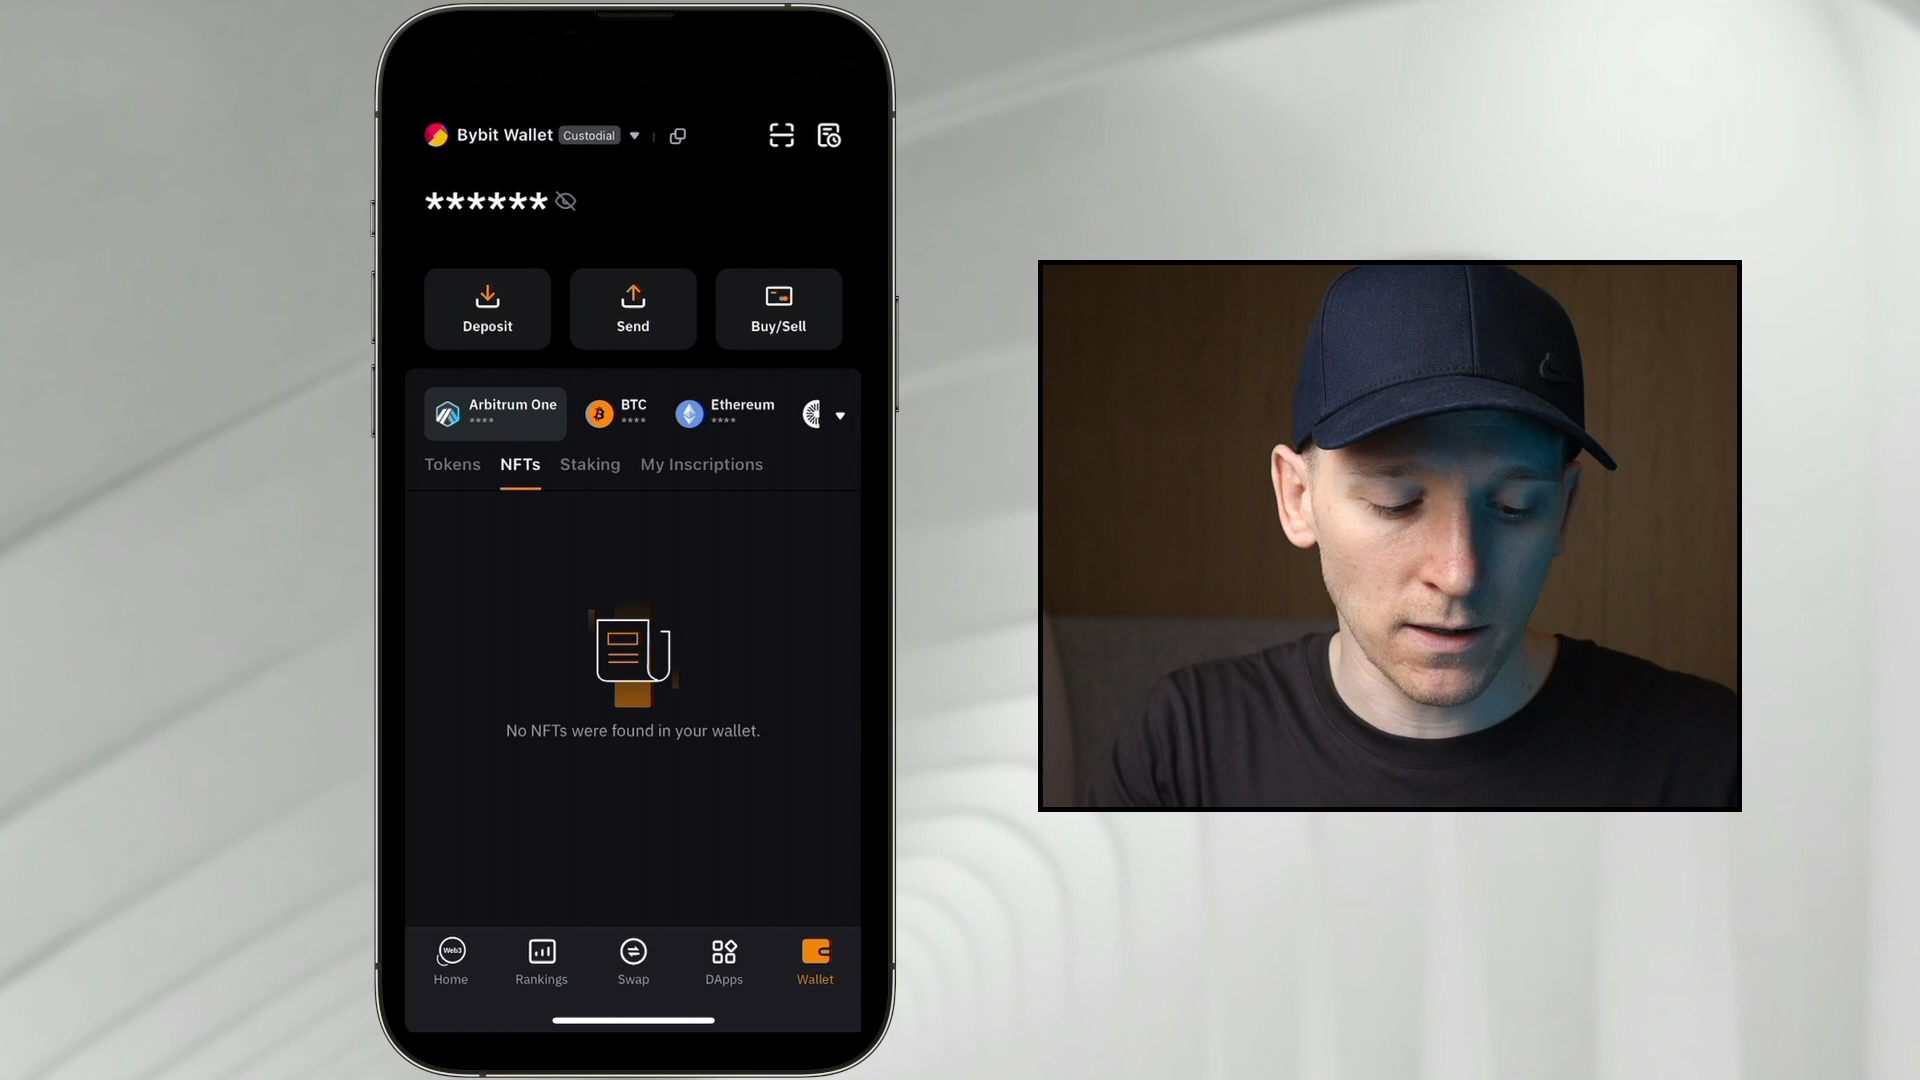 Bybit Wallet Custodial
******
Deposit Send Buy/Sell
Arbitrum One BTC Ethereum
**** **** ****
Tokens NFTs Staking My Inscriptions
No NFTs were found in your wallet.
Web3
Home Rankings Swap DApps Wallet